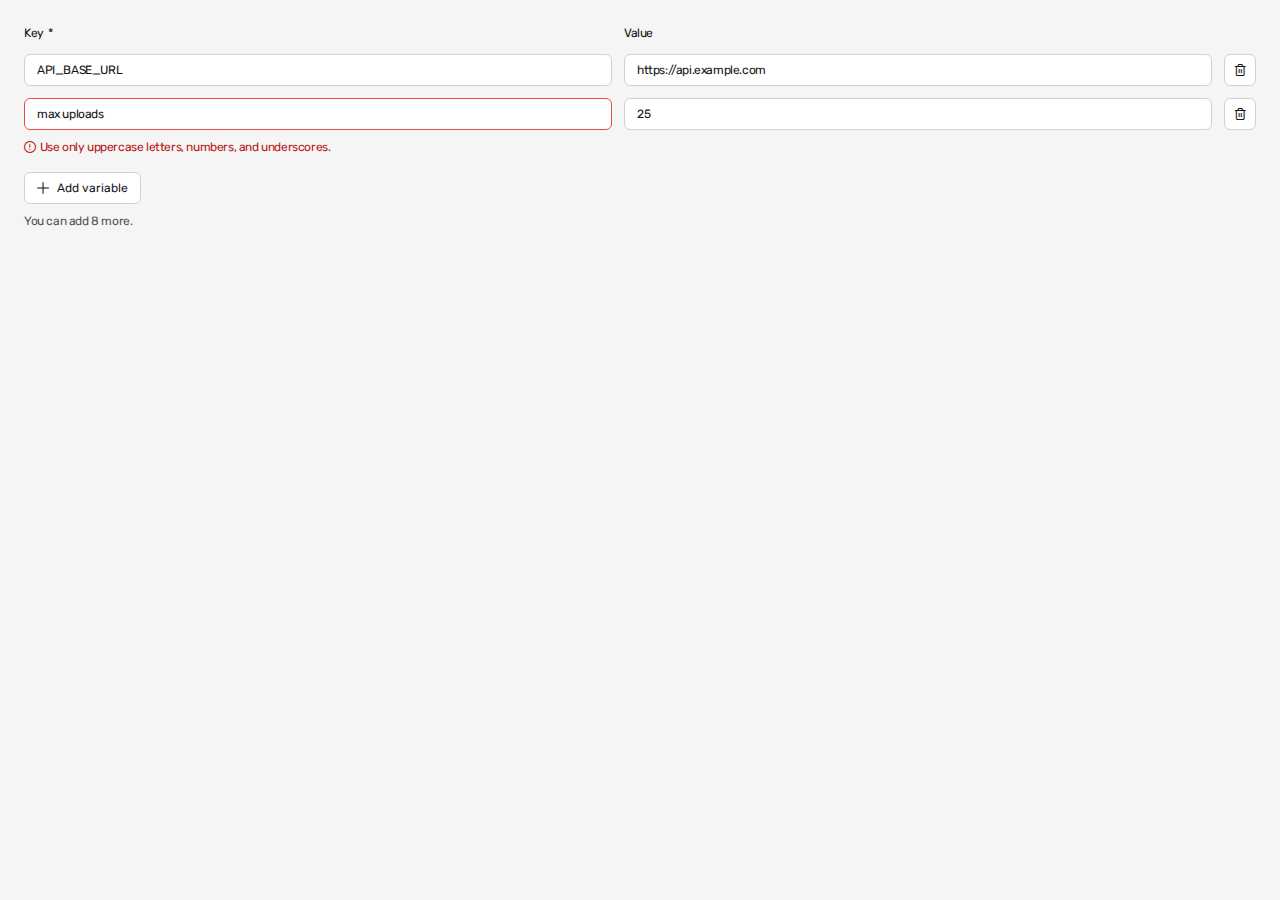 Key * Value
API_BASE_URL https://api.example.com
max uploads 25
Use only uppercase letters, numbers, and underscores.
Add variable
You can add 8 more.